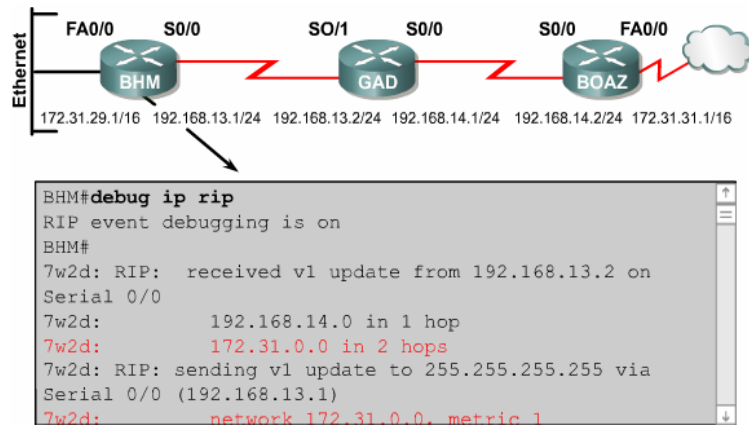 FA0/0 S0/0 SO/1 S0/0 S0/0 FA0/0
Ethernet
BHM GAD BOAZ
172.31.29.1/16 192.168.13.1/24 192.168.13.2/24 192.168.14.1/24 192.168.14.2/24 172.31.31.1/16
BHM#debug ip rip
RIP event debugging is on
BHM#
7w2d: RIP: received v1 update from 192.168.13.2 on
Serial 0/0
7w2d: 192.168.14.0 in 1 hop
7w2d: 172.31.0.0 in 2 hops
7w2d: RIP: sending v1 update to 255.255.255.255 via
Serial 0/0 (192.168.13.1)
7w2d: network 172.31.0.0, metric 1